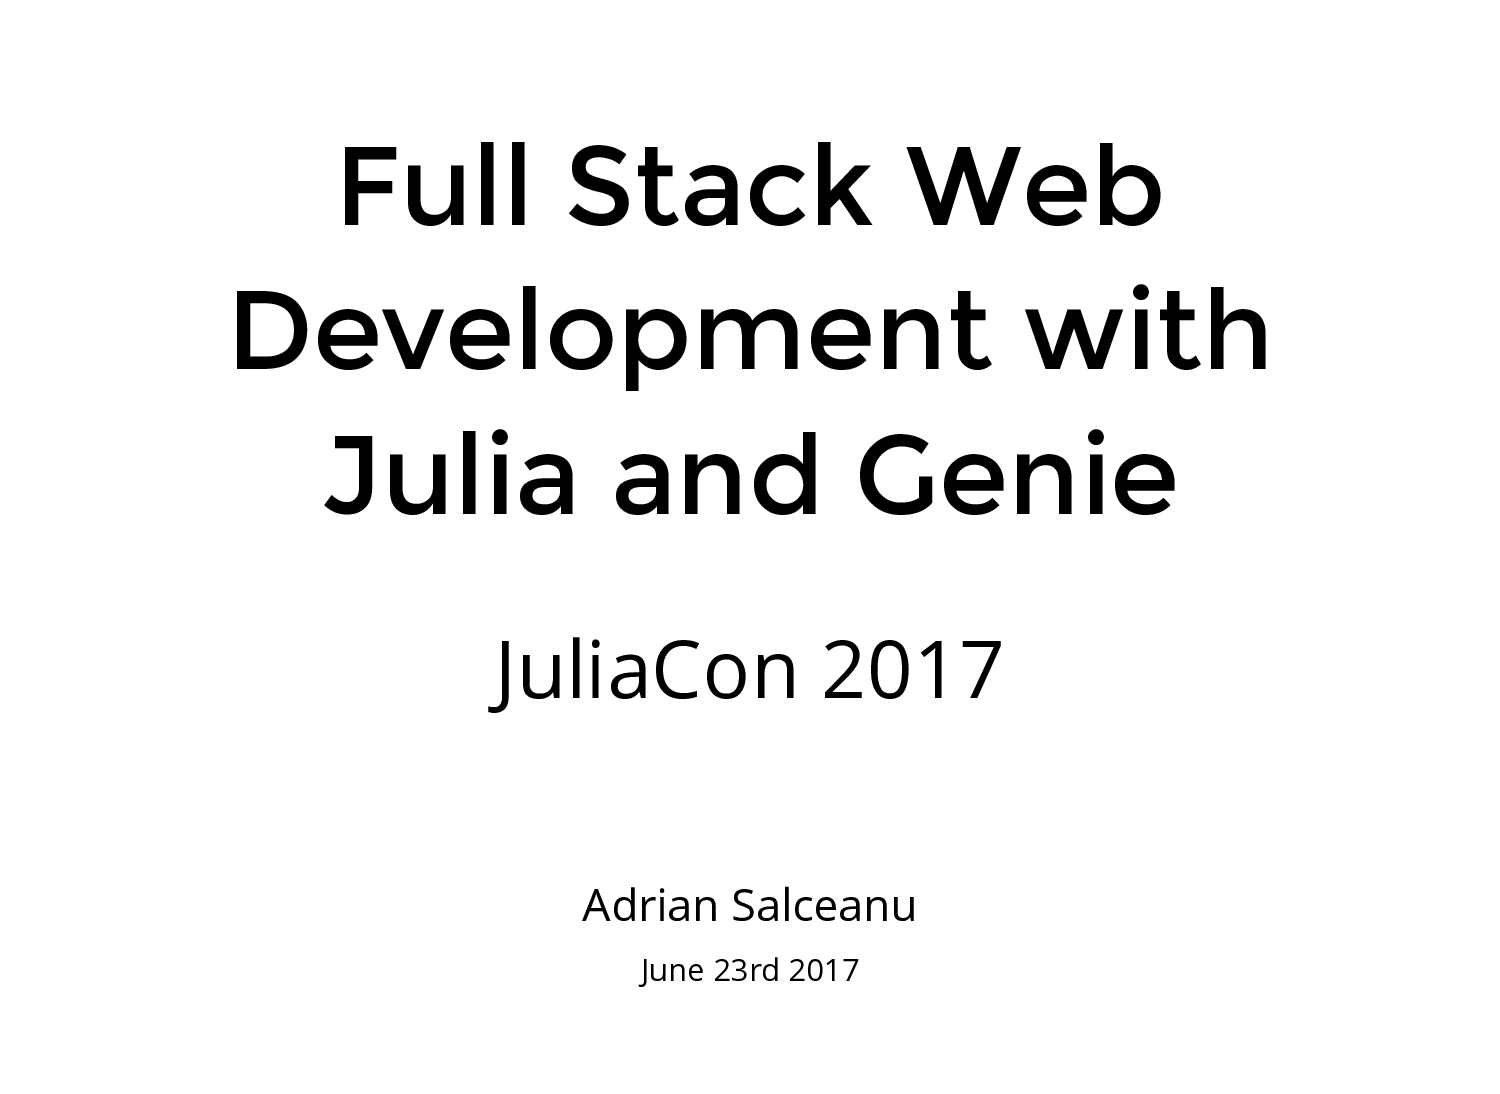 Full Stack Web
Development with
Julia and Genie
JuliaCon 2017
Adrian Salceanu
June 23rd 2017